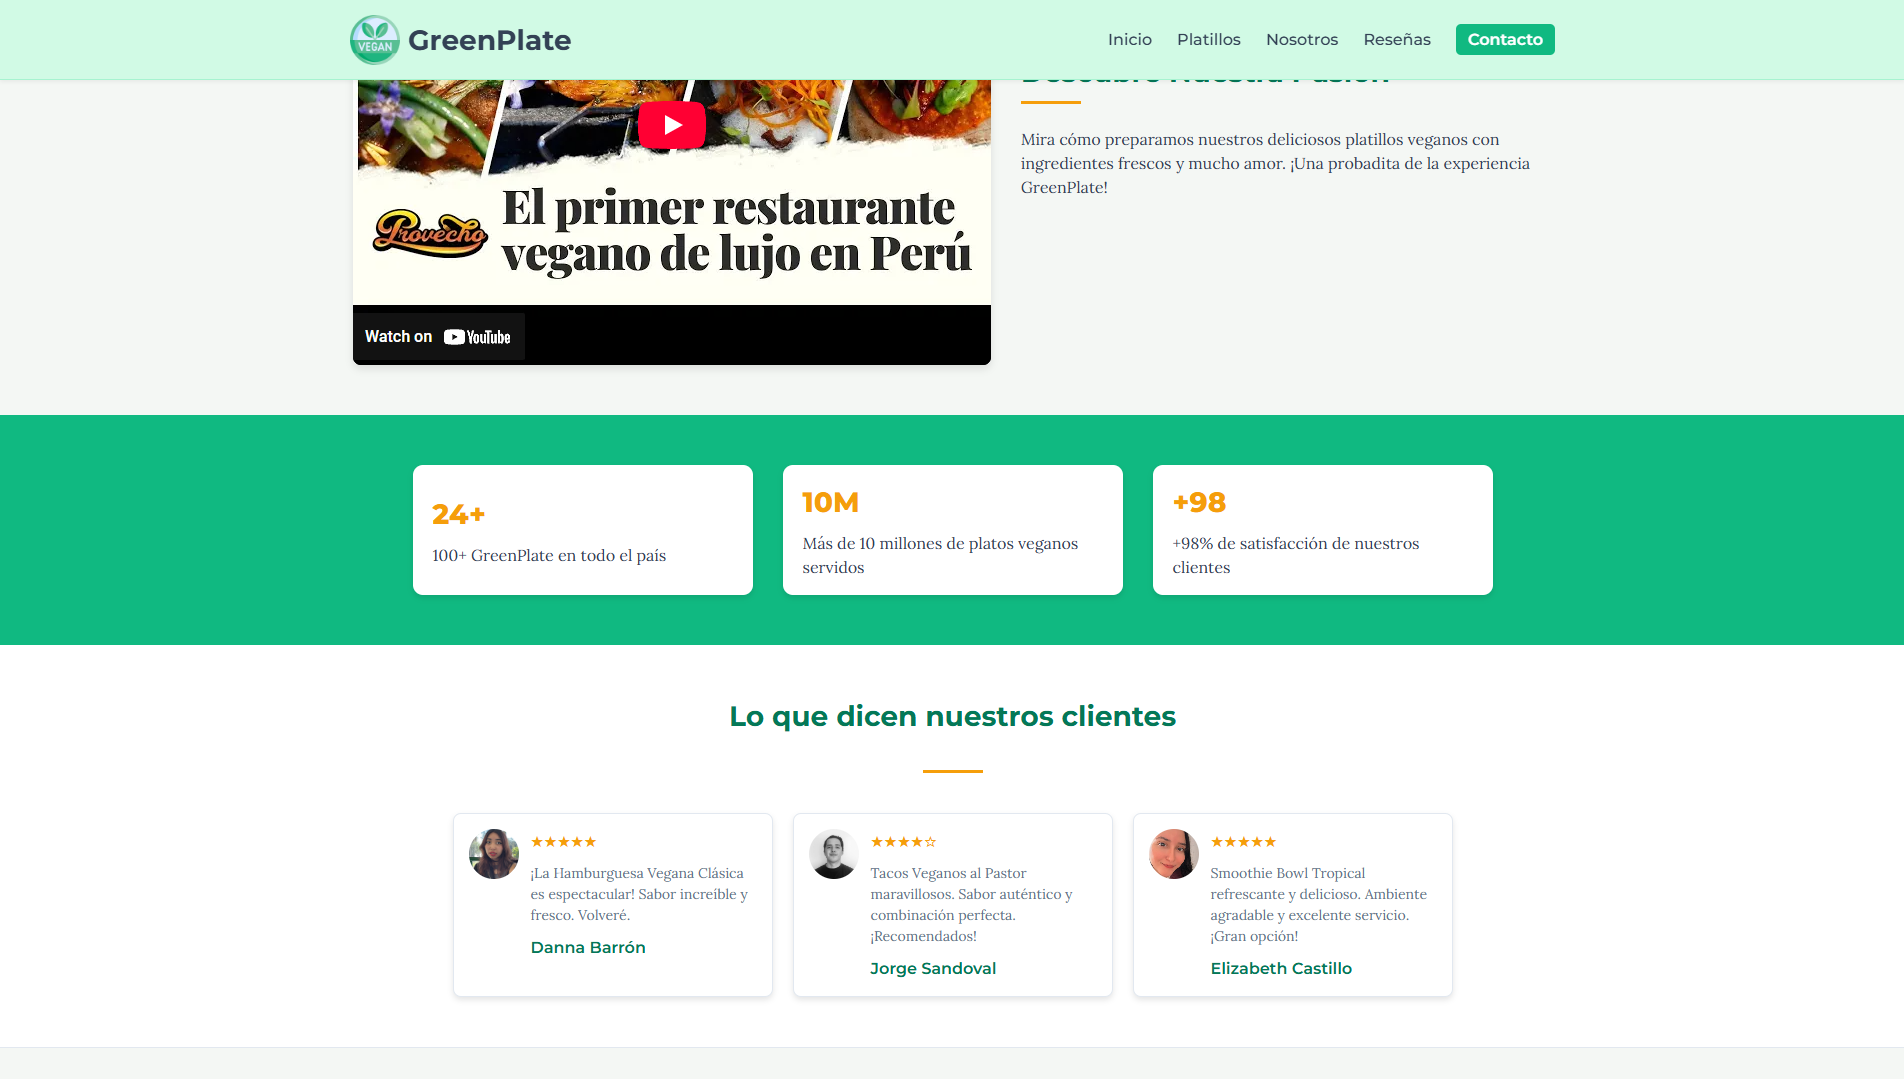 VEGAN
GreenPlate
Inicio
Platillos
Nosotros
Reseñas
Contacto
Descubre Nuestra Pasión
Mira cómo preparamos nuestros deliciosos platillos veganos con
ingredientes frescos y mucho amor. ¡Una probadita de la experiencia
GreenPlate!
Provecho
El primer restaurante
vegano de lujo en Perú
Watch on YouTube
24+
100+ GreenPlate en todo el país
10M
Más de 10 millones de platos veganos
servidos
+98
+98% de satisfacción de nuestros
clientes
Lo que dicen nuestros clientes
★★★★★
¡La Hamburguesa Vegana Clásica
es espectacular! Sabor increíble y
fresco. Volveré.
Danna Barrón
★★★★☆
Tacos Veganos al Pastor
maravillosos. Sabor auténtico y
combinación perfecta.
¡Recomendados!
Jorge Sandoval
★★★★★
Smoothie Bowl Tropical
refrescante y delicioso. Ambiente
agradable y excelente servicio.
¡Gran opción!
Elizabeth Castillo